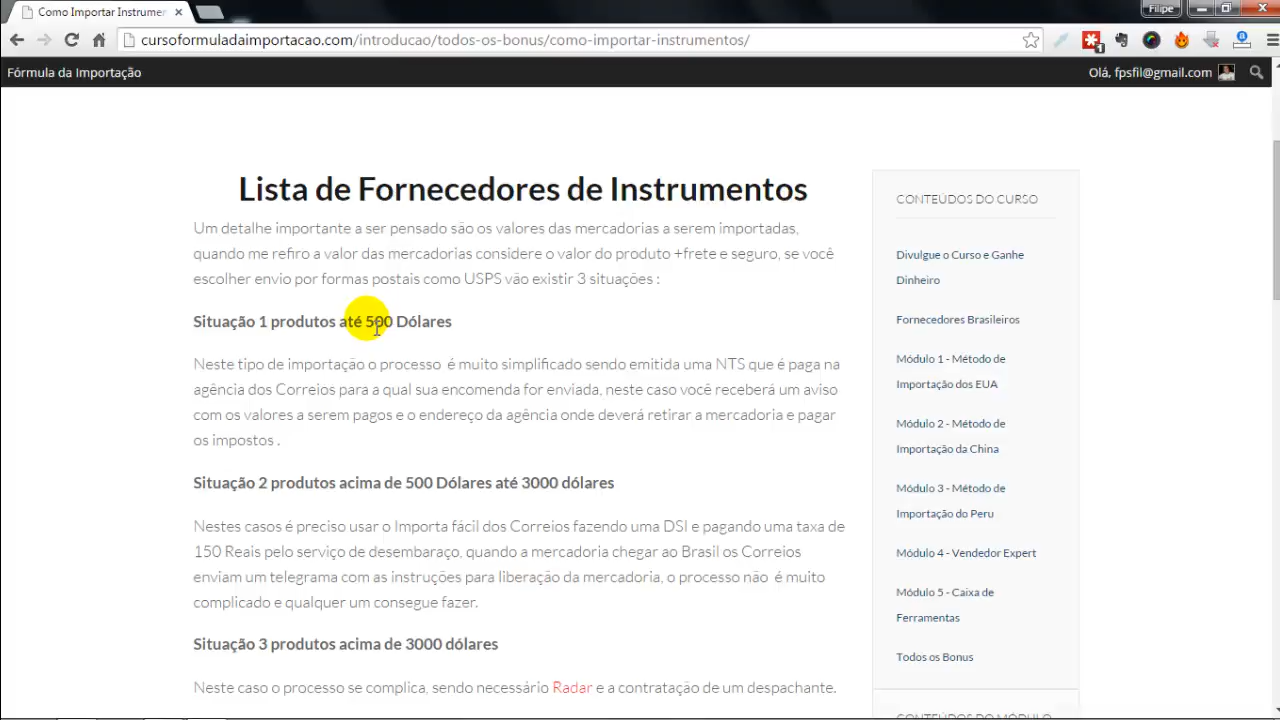 Como Importar Instrumer
Filipe
cursoformuladaimportacao.com/introducao/todos-os-bonus/como-importar-instrumentos/
Fórmula da Importação
Olá, fpsfil@gmail.com
Lista de Fornecedores de Instrumentos
Um detalhe importante a ser pensado são os valores das mercadorias a serem importadas,
quando me refiro a valor das mercadorias considere o valor do produto +frete e seguro, se você
escolher envio por formas postais como USPS vão existir 3 situações :
Situação 1 produtos até 500 Dólares
Neste tipo de importação o processo é muito simplificado sendo emitida uma NTS que é paga na
agência dos Correios para a qual sua encomenda for enviada, neste caso você receberá um aviso
com os valores a serem pagos e o endereço da agência onde deverá retirar a mercadoria e pagar
os impostos .
Situação 2 produtos acima de 500 Dólares até 3000 dólares
Nestes casos é preciso usar o Importa fácil dos Correios fazendo uma DSI e pagando uma taxa de
150 Reais pelo serviço de desembaraço, quando a mercadoria chegar ao Brasil os Correios
enviam um telegrama com as instruções para liberação da mercadoria, o processo não é muito
complicado e qualquer um consegue fazer.
Situação 3 produtos acima de 3000 dólares
Neste caso o processo se complica, sendo necessário Radar e a contratação de um despachante.
CONTEÚDOS DO CURSO
Divulgue o Curso e Ganhe
Dinheiro
Fornecedores Brasileiros
Módulo 1 - Método de
Importação dos EUA
Módulo 2 - Método de
Importação da China
Módulo 3 - Método de
Importação do Peru
Módulo 4 - Vendedor Expert
Módulo 5 - Caixa de
Ferramentas
Todos os Bonus
CONTEÚDOS DO MÓDULO